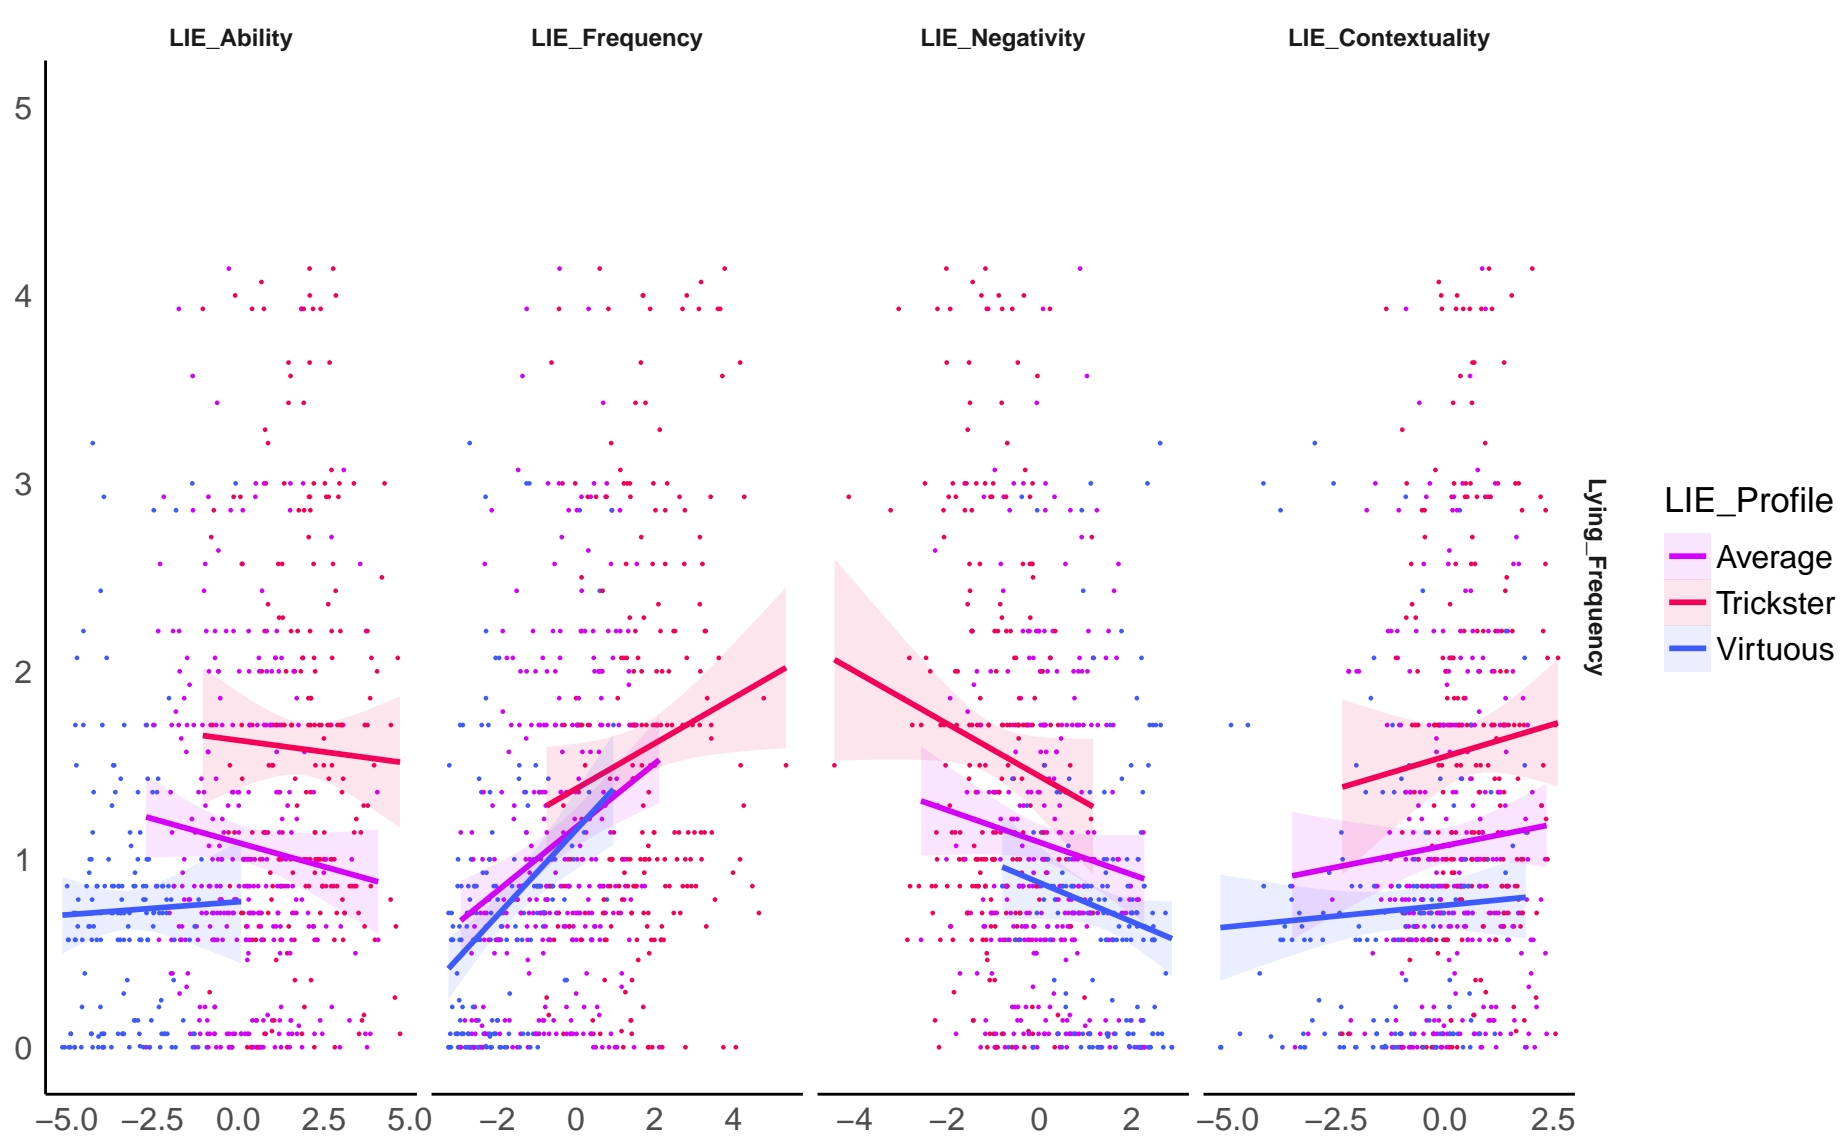 LIE_Ability LIE_Frequency LIE_Negativity LIE_Contextuality
5
4
3
2
1
0
Lying_Frequency
LIE_Profile
Average
Trickster
Virtuous
−5.0 −2.5 0.0 2.5 5.0 −2 0 2 4 −4 −2 0 2 −5.0 −2.5 0.0 2.5